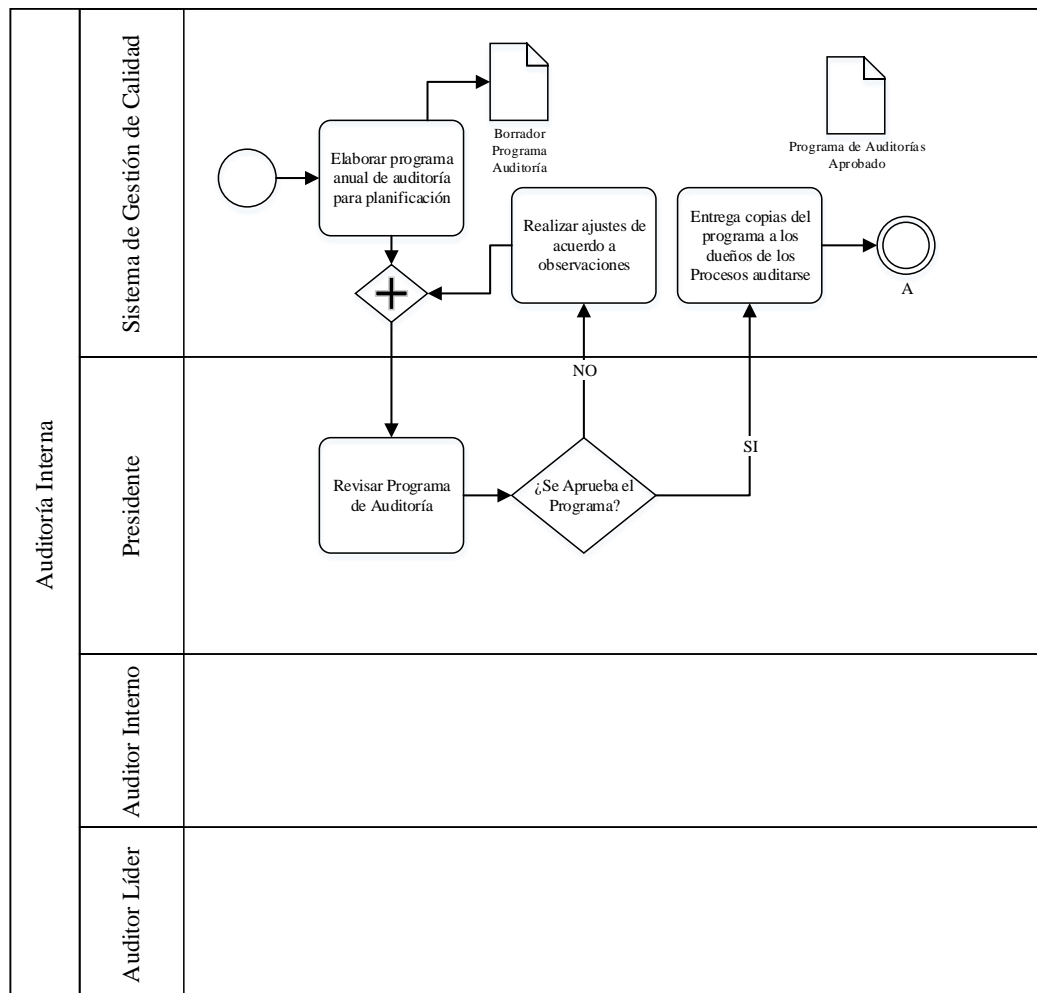 Auditoría Interna
Sistema de Gestión de Calidad
Presidente
Auditor Interno
Auditor Líder
Elaborar programa
anual de auditoría
para planificación
Borrador
Programa
Auditoría
Realizar ajustes de
acuerdo a
observaciones
Programa de Auditorías
Aprobado
Entrega copias del
programa a los
dueños de los
Procesos auditarse
A
NO
SI
Revisar Programa
de Auditoría
¿Se Aprueba el
Programa?